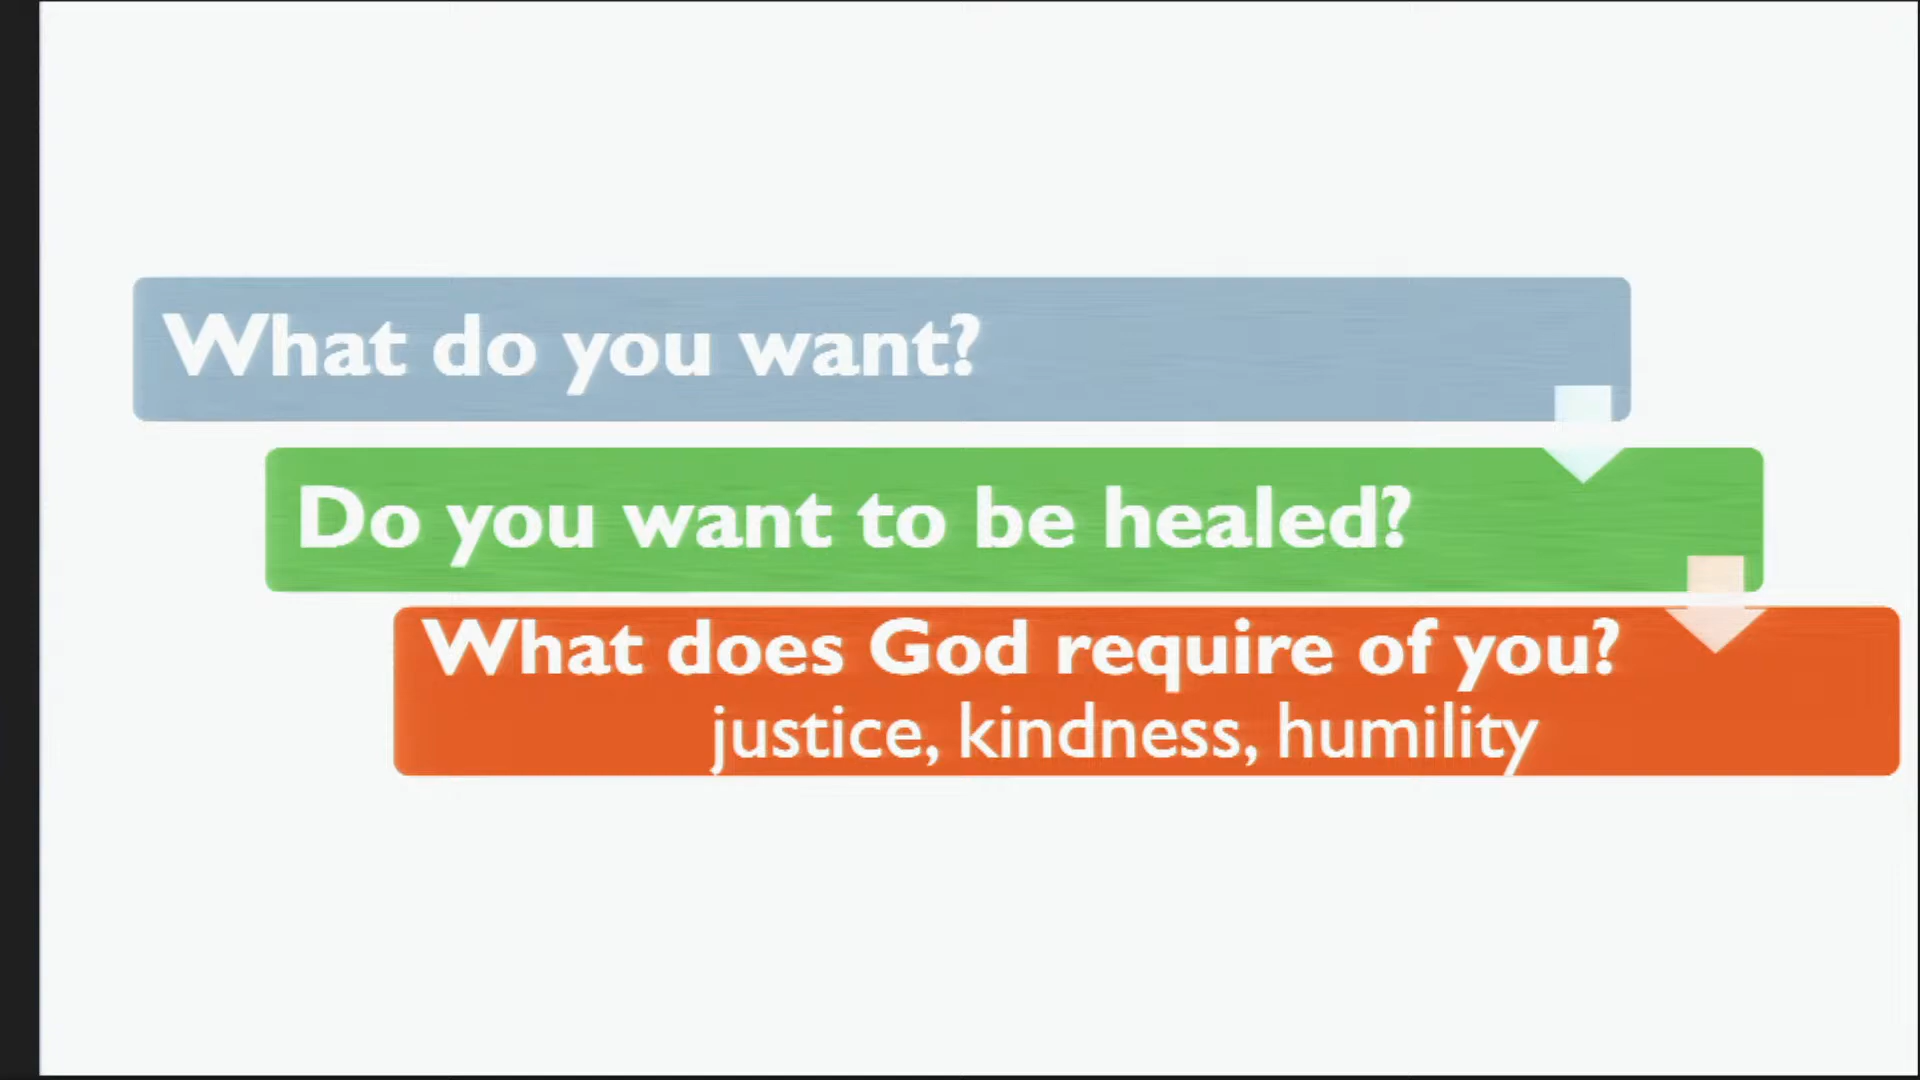 What do you want?
Do you want to be healed?
What does God require of you?
justice, kindness, humility